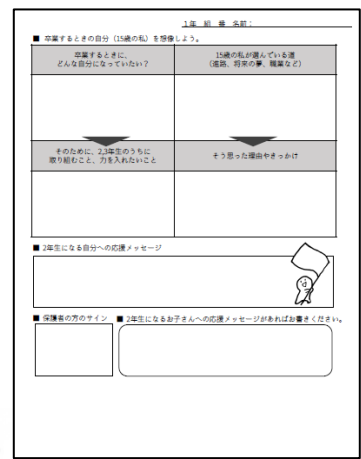 1年 組 番 名前:
■ 卒業するときの自分（15歳の私）を想像しよう。
卒業するときに、
どんな自分になっていたい？
15歳の私が選んでいる道
（進路、将来の夢、職業など）
そのために、2,3年生のうちに
取り組むこと、力を入れたいこと
そう思った理由やきっかけ
■ 2年生になる自分への応援メッセージ
■ 保護者の方のサイン
■ 2年生になるお子さんへの応援メッセージがあればお書きください。